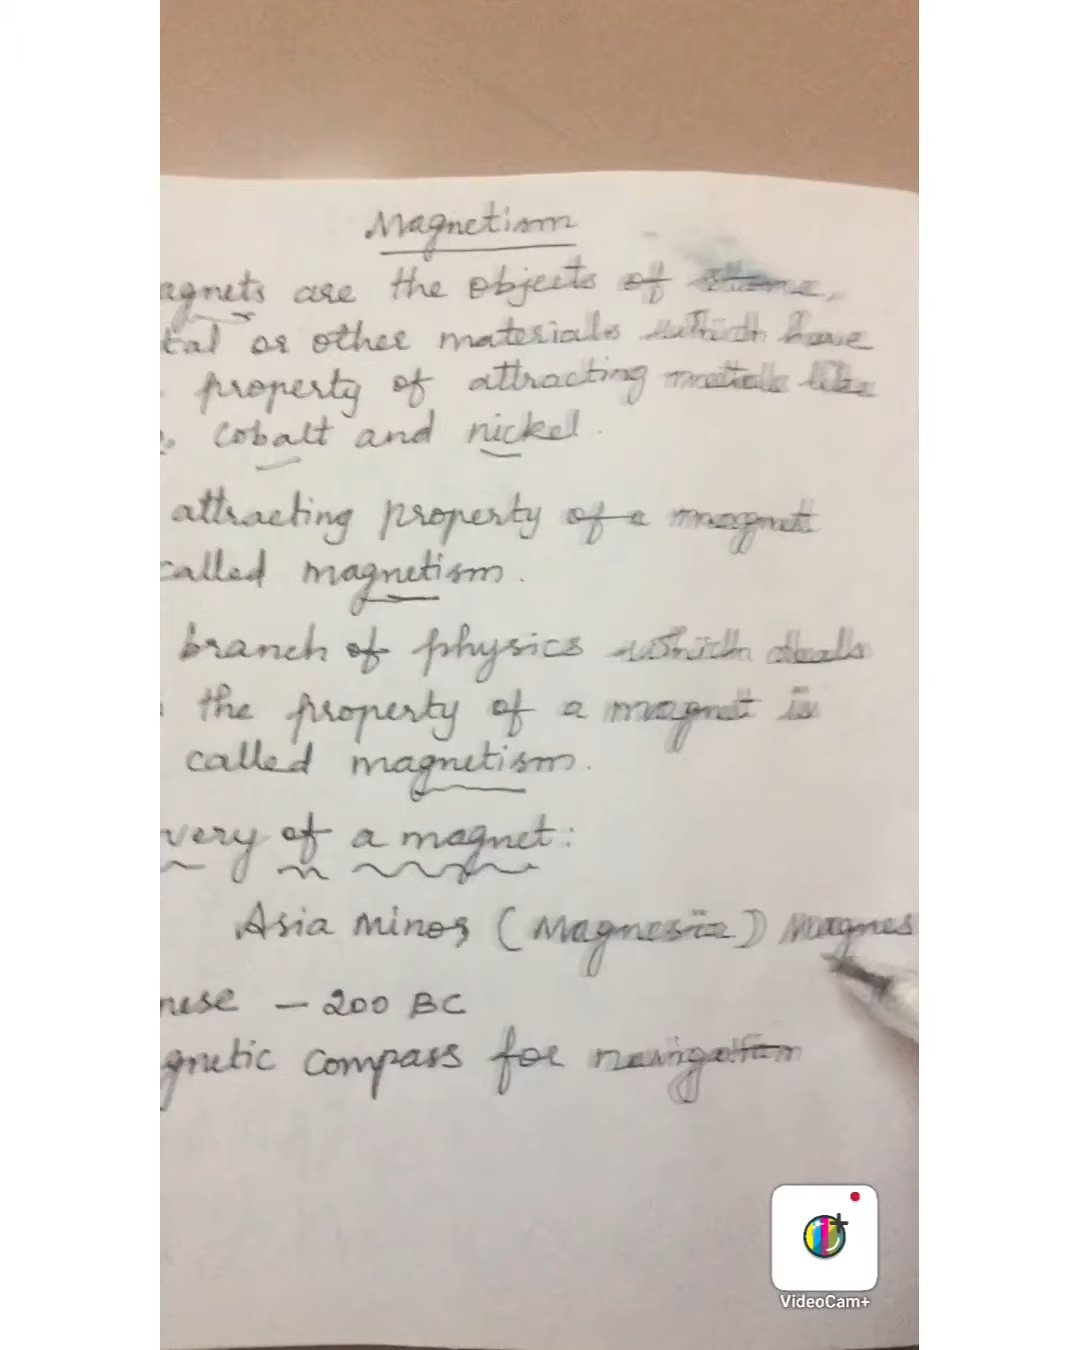 Magnetism
agnets are the objects of stone,
tal or other materials which have
property of attracting metals like
cobalt and nickel.
attracting property of a magnet
called magnetism.
branch of physics which deals
the property of a magnet is
called magnetism.
very of a magnet:
Asia Minor (Magnesia) Magnes
nese - 200 BC
gnetic compass for navigation
VideoCam+